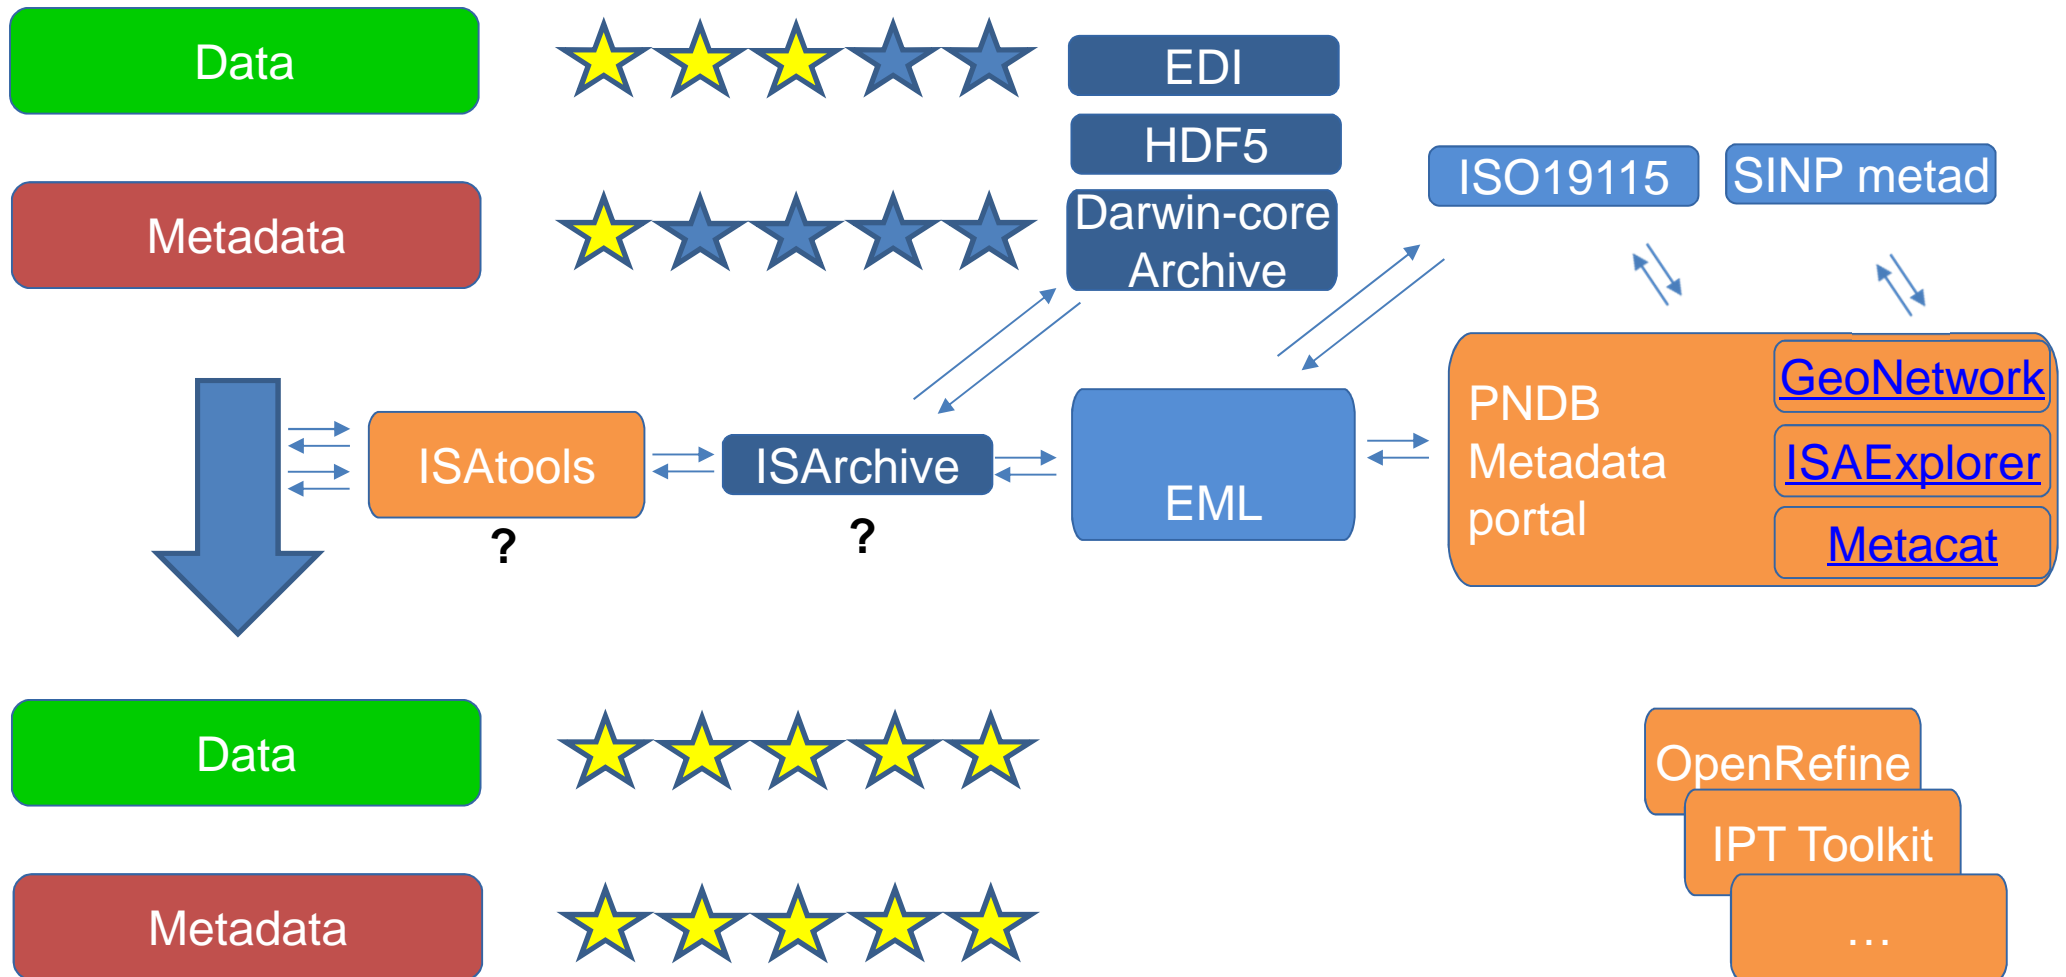 Data
EDI
HDF5
ISO19115
SINP metad
Metadata
Darwin-core
Archive
ISAtools
?
ISArchive
?
EML
PNDB
Metadata
portal
GeoNetwork
ISAExplorer
Metacat
Data
Metadata
OpenRefine
IPT Toolkit
…